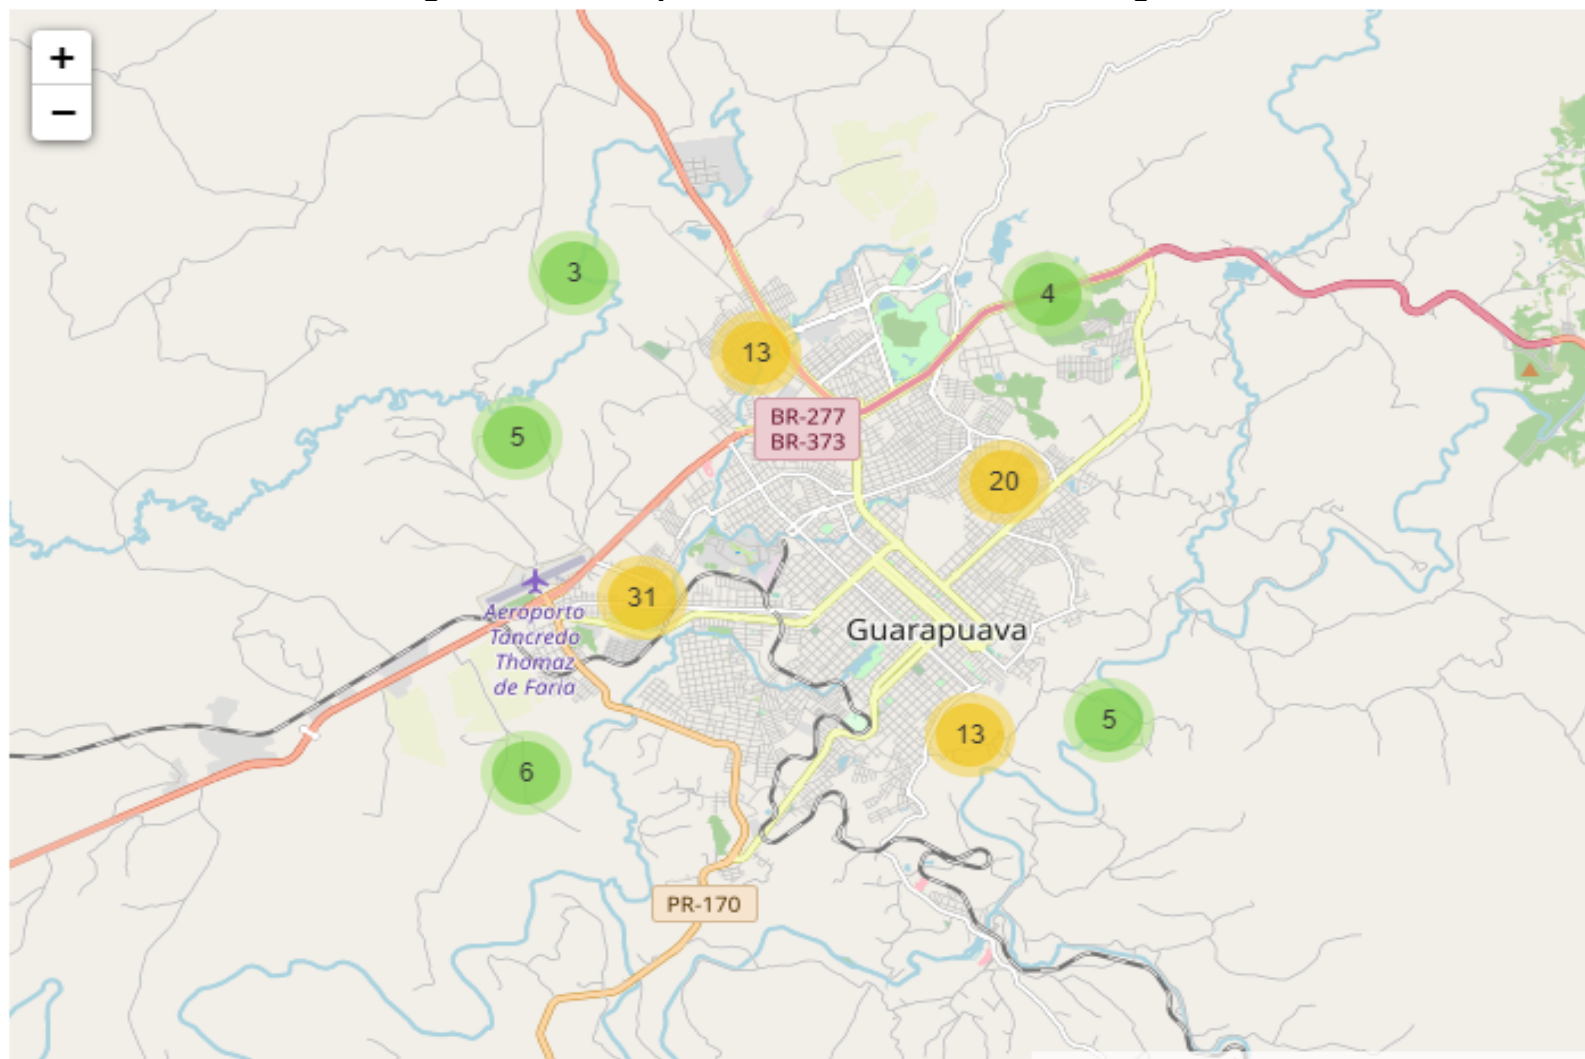 +
−
3
4
13
BR-277
BR-373
5
20
31
Aeroporto
Tancredo
Thomaz
de Faria
Guarapuava
5
13
6
PR-170